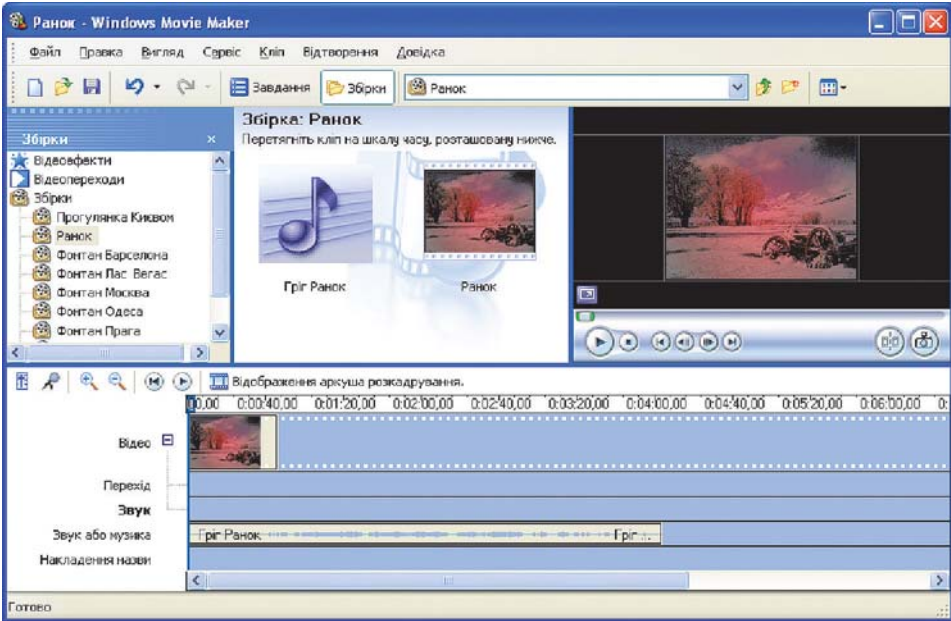 Ранок - Windows Movie Maker
Файл Правка Вигляд Сервіс Кліп Відтворення Довідка
Завдання Збірки Ранок
Збірки
Відеоефекти
Відеопереходи
Збірки
Прогулянка Києвом
Ранок
Фонтан Барселона
Фонтан Лас Вегас
Фонтан Москва
Фонтан Одеса
Фонтан Прага
Збірка: Ранок
Перетягніть кліп на шкалу часу, розташовану нижче.
Гріг Ранок Ранок
Відображення аркуша розкадрування.
00,00 0:00:40,00 0:01:20,00 0:02:00,00 0:02:40,00 0:03:20,00 0:04:00,00 0:04:40,00 0:05:20,00 0:06:00,00 0:
Відео
Перехід
Звук
Звук або музика Гріг Ранок Гріг ...
Накладення назви
Готово